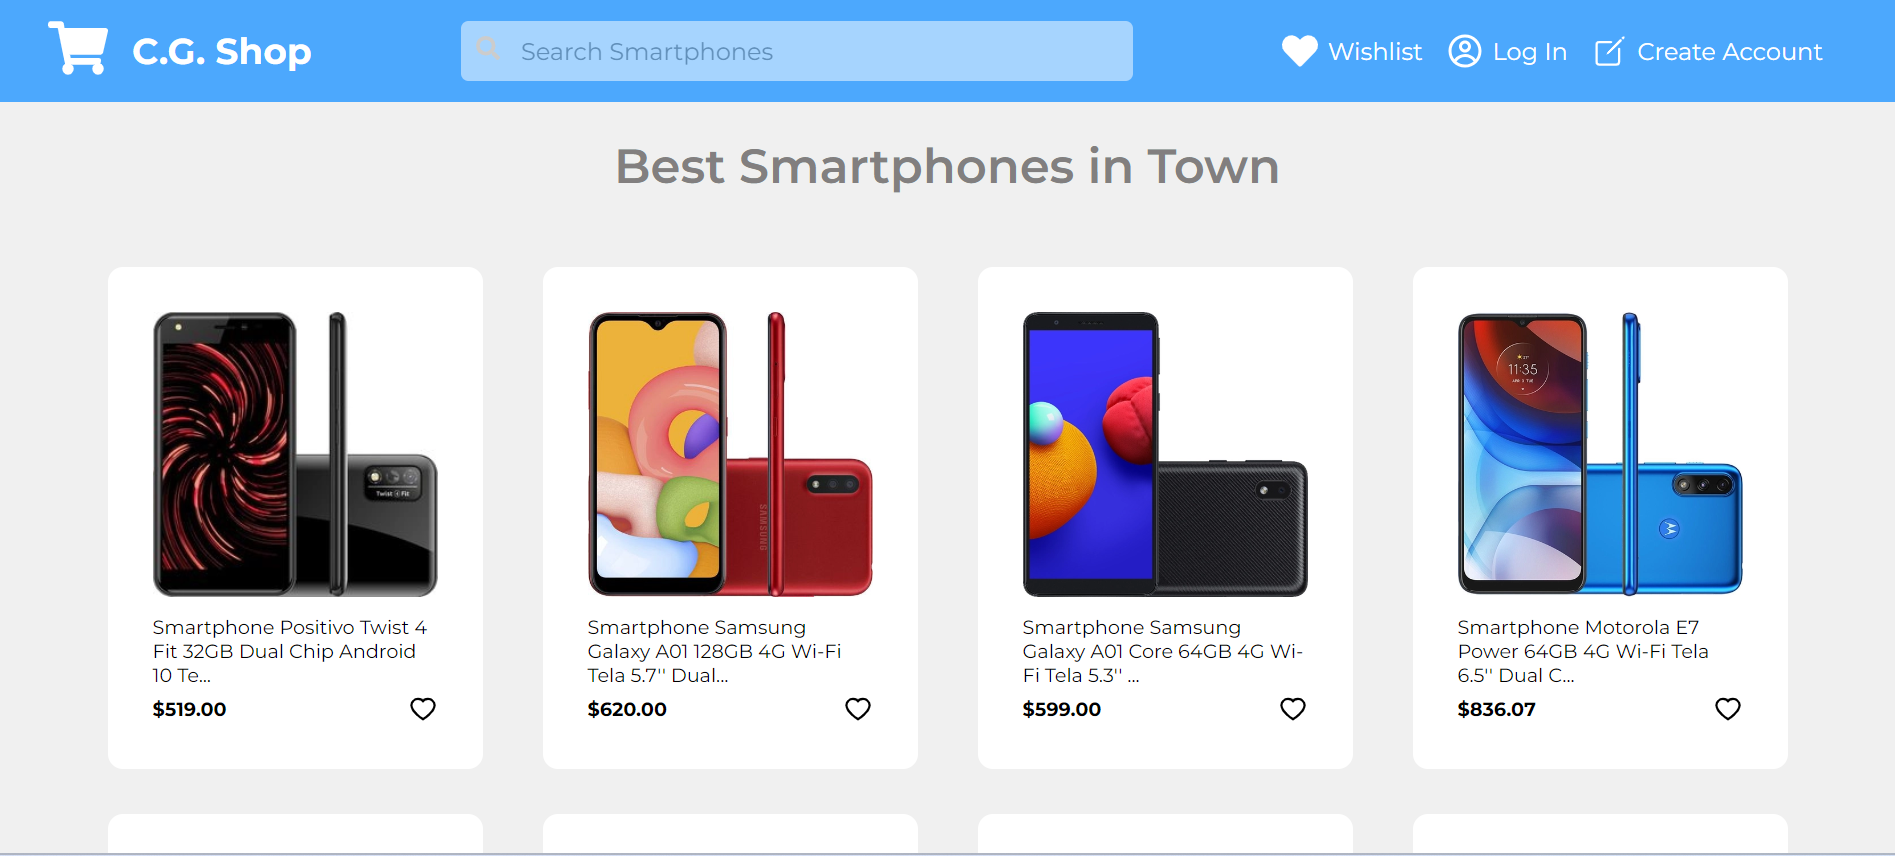 C.G. Shop
Search Smartphones
Wishlist
Log In
Create Account
Best Smartphones in Town
Twist 4 Fit
SAMSUNG
11:35
Smartphone Positivo Twist 4
Fit 32GB Dual Chip Android
10 Te...
$519.00
Smartphone Samsung
Galaxy A01 128GB 4G Wi-Fi
Tela 5.7'' Dual...
$620.00
Smartphone Samsung
Galaxy A01 Core 64GB 4G Wi-
Fi Tela 5.3'' ...
$599.00
Smartphone Motorola E7
Power 64GB 4G Wi-Fi Tela
6.5'' Dual C...
$836.07